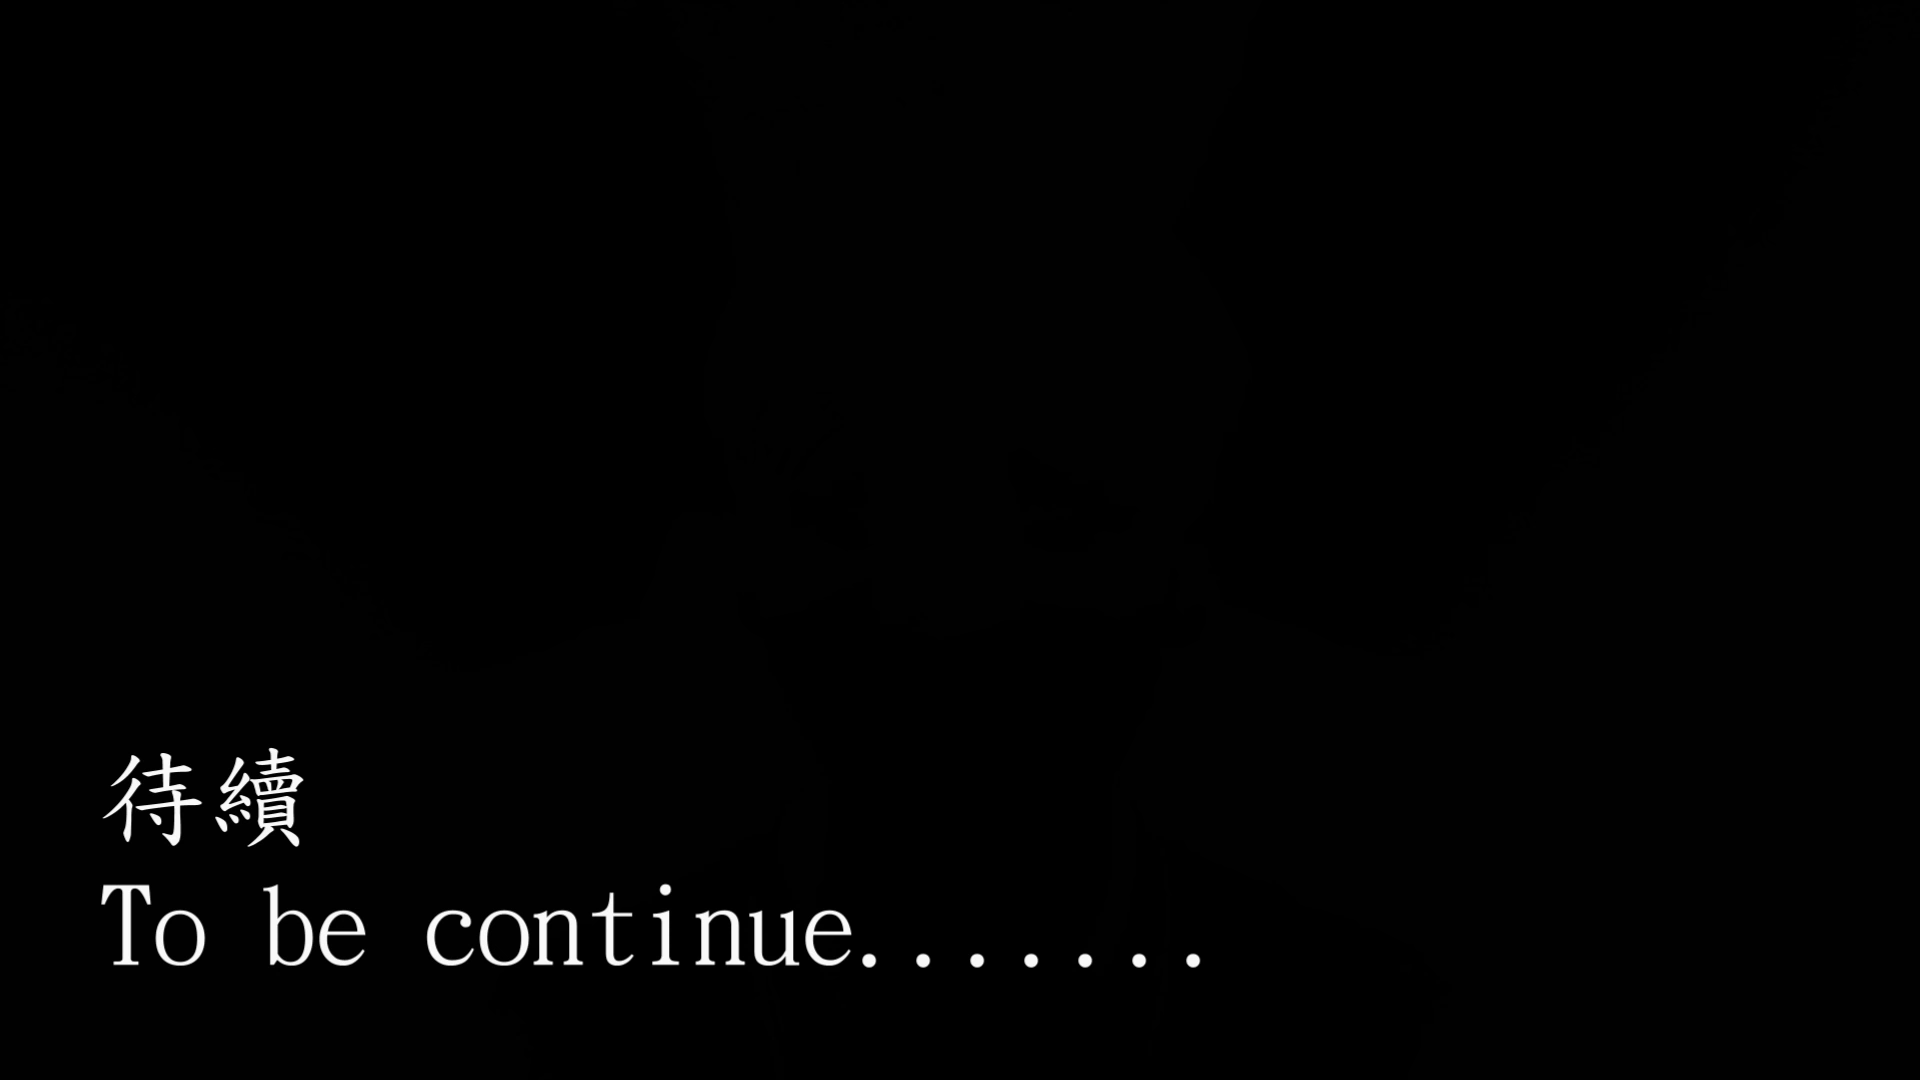 待續
To be continue.......